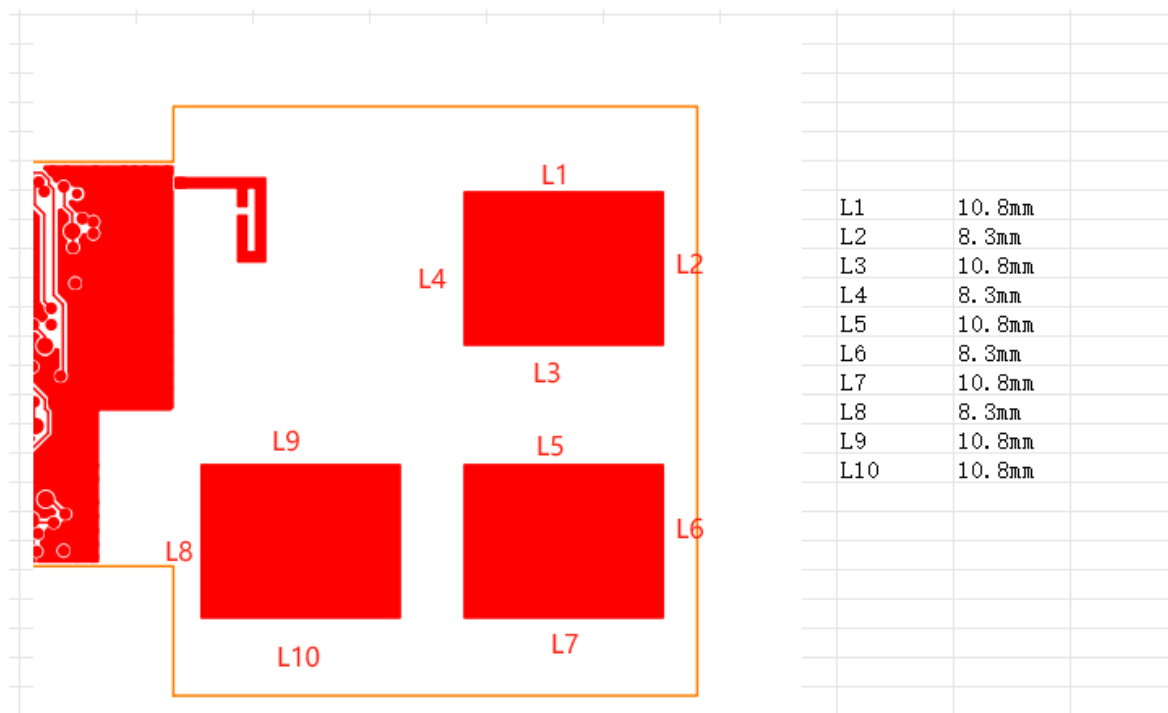 L1
L2
L4
L3
L9
L5
L6
L8
L7
L10
L1 10.8mm
L2 8.3mm
L3 10.8mm
L4 8.3mm
L5 10.8mm
L6 8.3mm
L7 10.8mm
L8 8.3mm
L9 10.8mm
L10 10.8mm